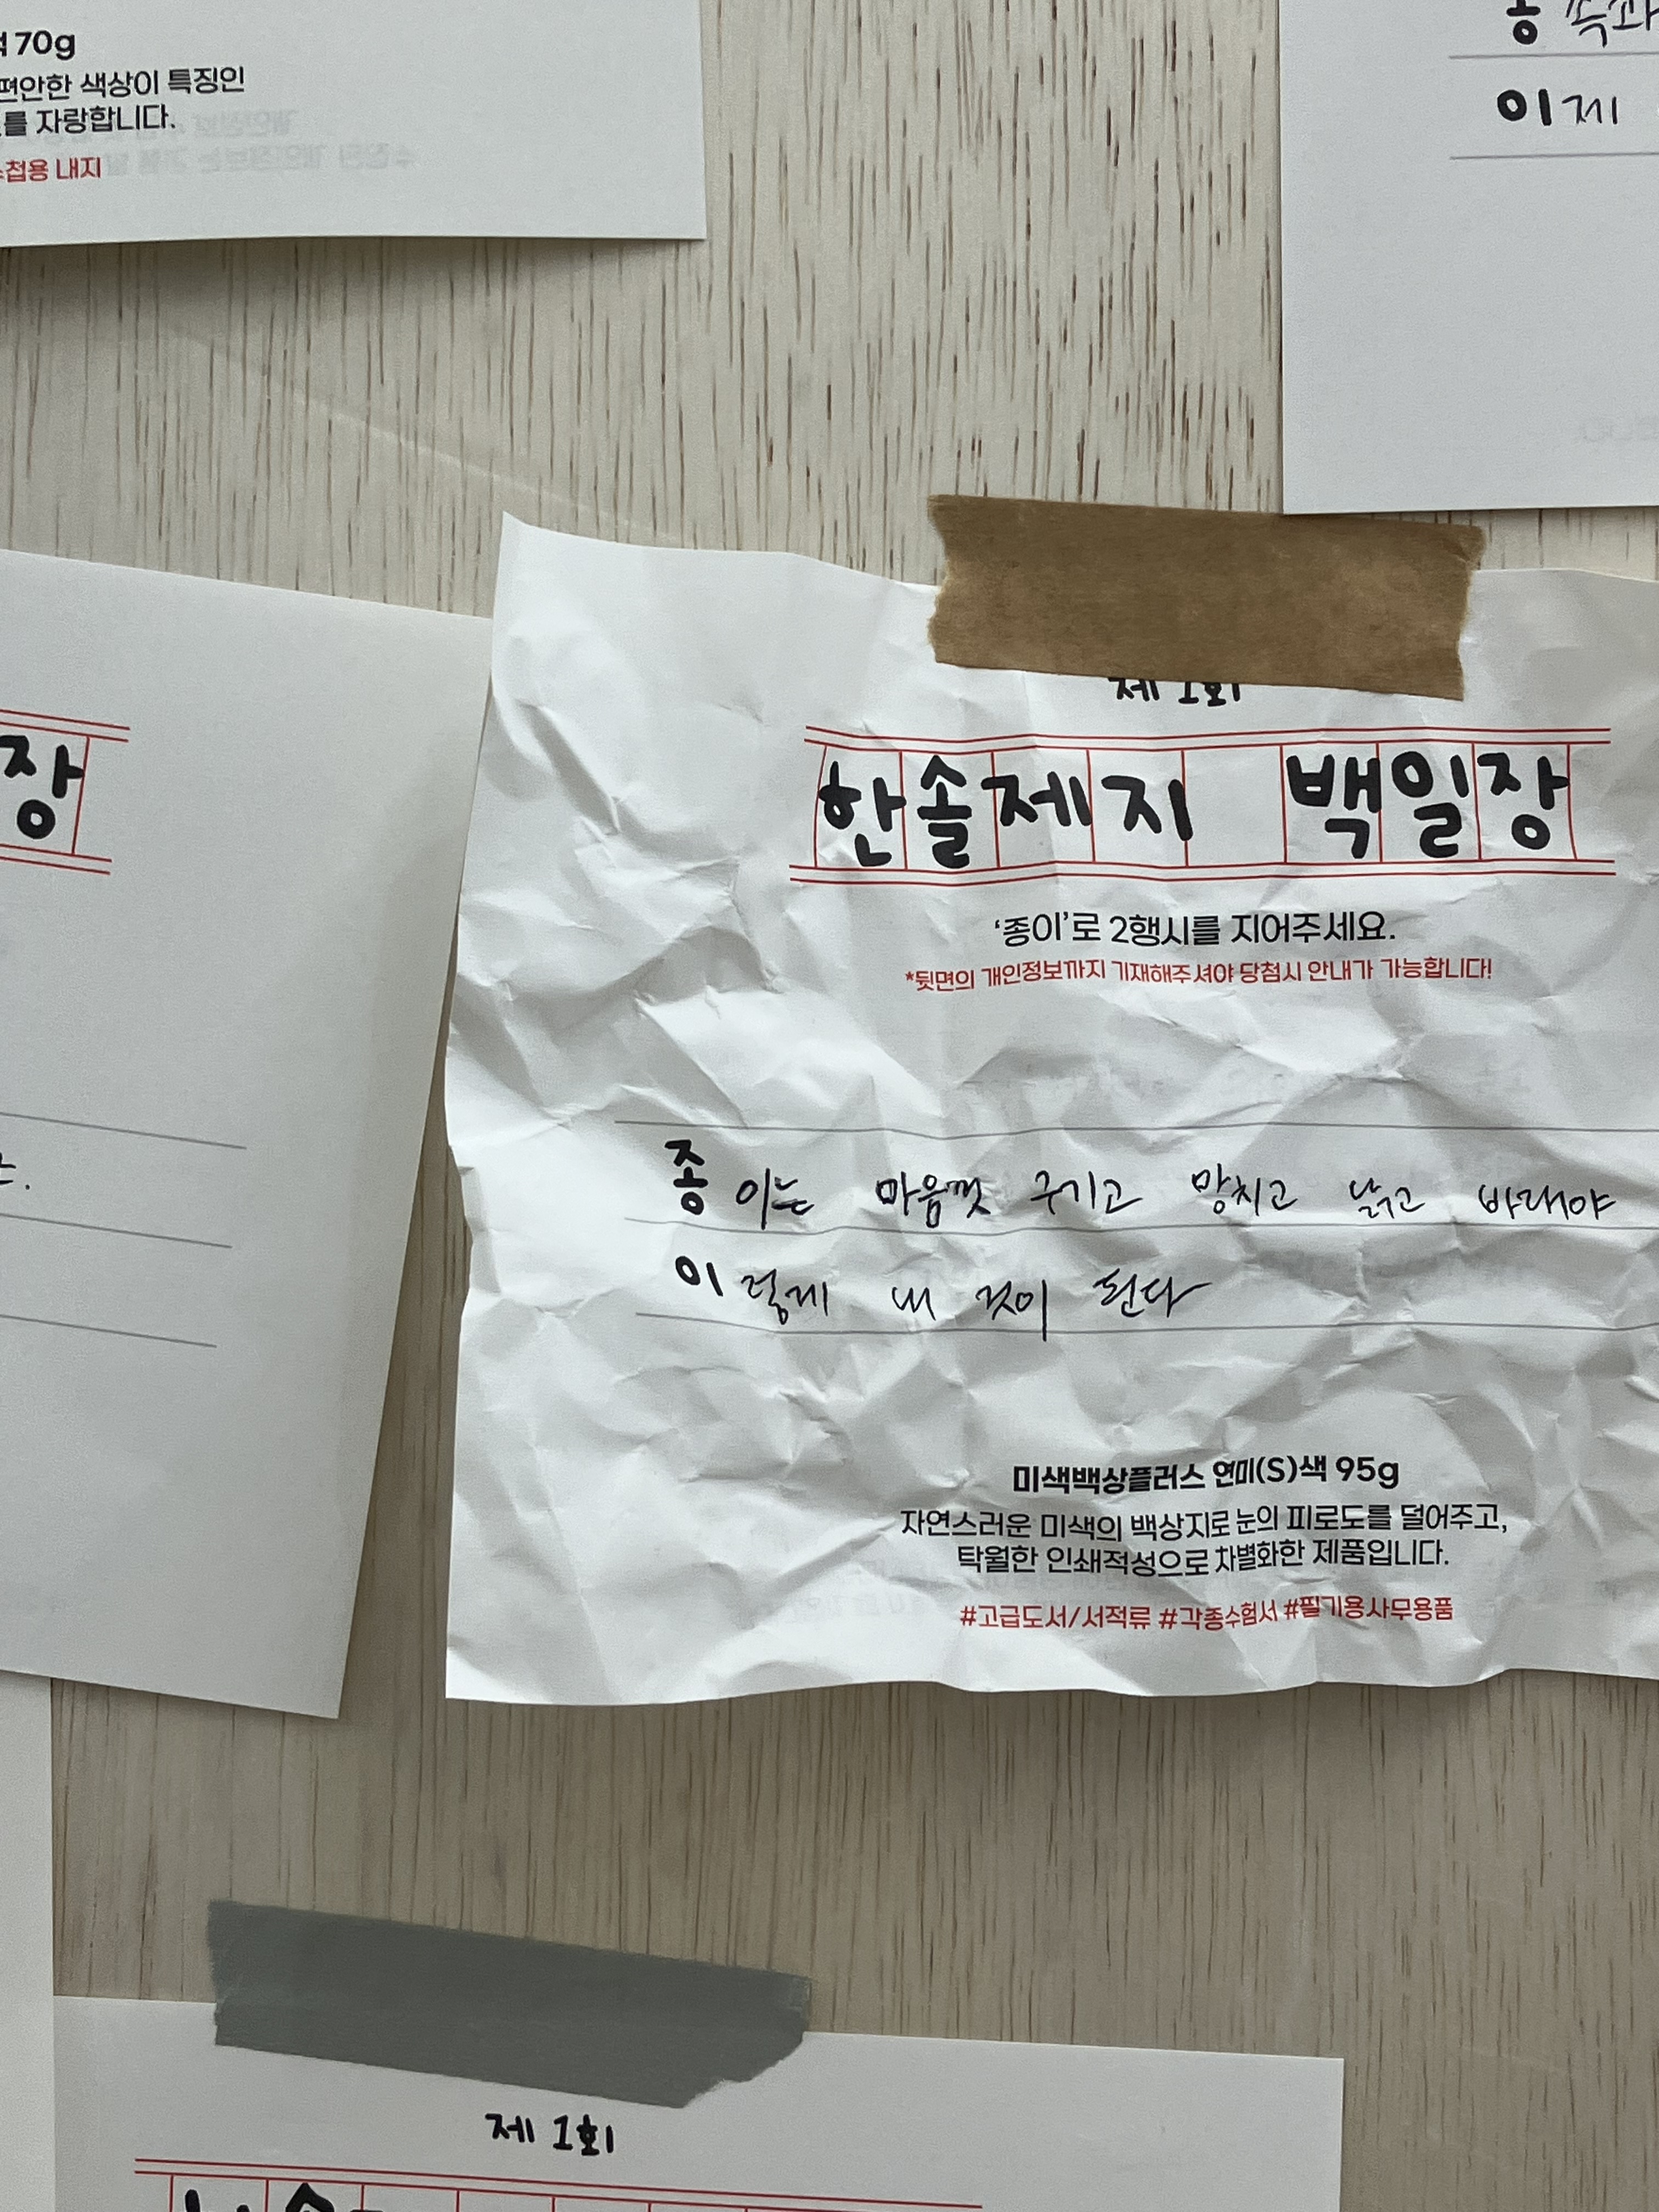 70g
편안한 색상이 특징인
를 자랑합니다.
첩용 내지
종 속과
이제
장
제 1회
한솔제지 백일장
‘종이’로 2행시를 지어주세요.
*뒷면의 개인정보까지 기재해주셔야 당첨시 안내가 가능합니다!
종이는 마음껏 구기고 망치고 낡고 바래야
이렇게 내 것이 된다
미색백상플러스 연미(S)색 95g
자연스러운 미색의 백상지로 눈의 피로도를 덜어주고,
탁월한 인쇄적성으로 차별화한 제품입니다.
#고급도서/서적류 #각종수험서 #필기용사무용품
제 1회